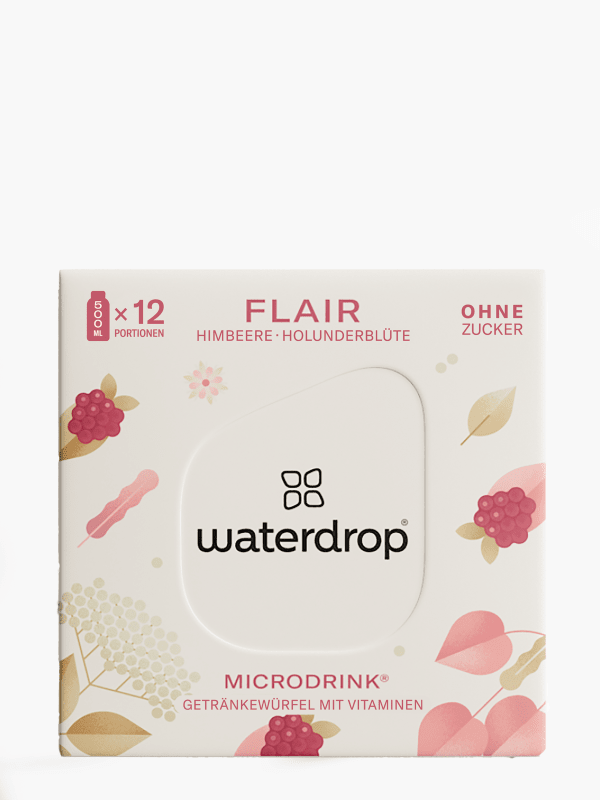 500 ML
× 12
PORTIONEN
FLAIR
HIMBEERE · HOLUNDERBLÜTE
OHNE
ZUCKER
waterdrop®
MICRODRINK®
GETRÄNKEWÜRFEL MIT VITAMINEN